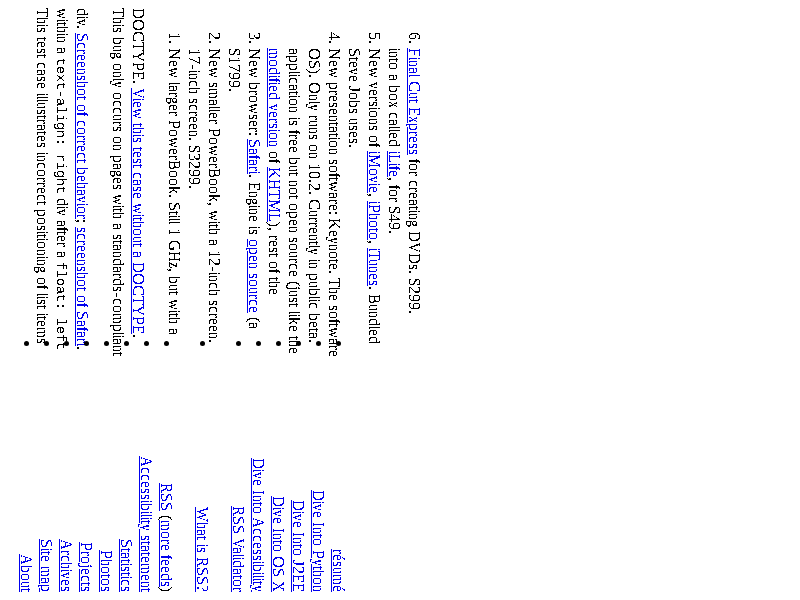 This test case illustrates incorrect positioning of list items
within a text-align: right div after a float: left
div. Screenshot of correct behavior; screenshot of Safari.
This bug only occurs on pages with a standards-compliant
DOCTYPE. View this test case without a DOCTYPE.
1. New larger PowerBook. Still 1 GHz, but with a
17-inch screen. $3299.
2. New smaller PowerBook, with a 12-inch screen.
$1799.
3. New browser: Safari. Engine is open source (a
modified version of KHTML), rest of the
application is free but not open source (just like the
OS). Only runs on 10.2. Currently in public beta.
4. New presentation software: Keynote. The software
Steve Jobs uses.
5. New versions of iMovie, iPhoto, iTunes. Bundled
into a box called iLife, for $49.
6. Final Cut Express for creating DVDs. $299.
About
Site map
Archives
Projects
Photos
Statistics
Accessibility statement
RSS (more feeds)
What is RSS?
RSS Validator
Dive Into Accessibility
Dive Into OS X
Dive Into J2EE
Dive Into Python
résumé